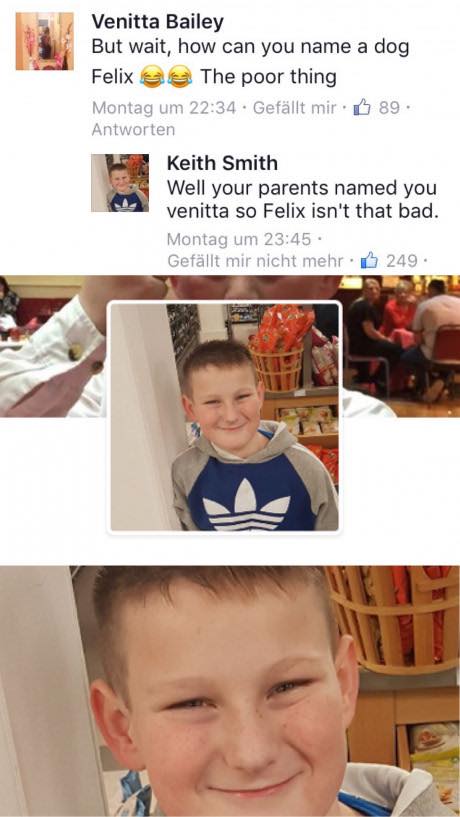 Venitta Bailey
But wait, how can you name a dog
Felix 😂😂 The poor thing
Montag um 22:34 · Gefällt mir · 👍 89 ·
Antworten
Keith Smith
Well your parents named you
venitta so Felix isn't that bad.
Montag um 23:45 ·
Gefällt mir nicht mehr · 👍 249 ·